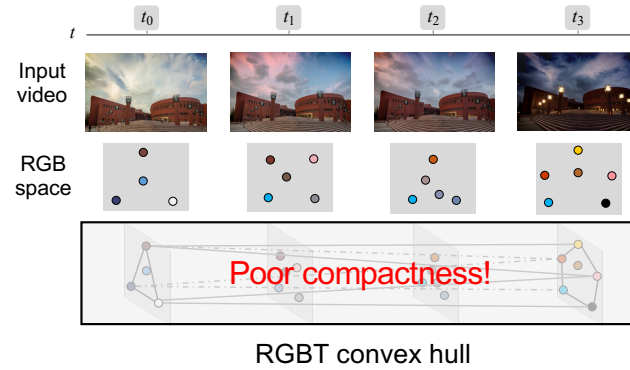 t
t0
t1
t2
t3
Input
video
RGB
space
Poor compactness!
RGBT convex hull